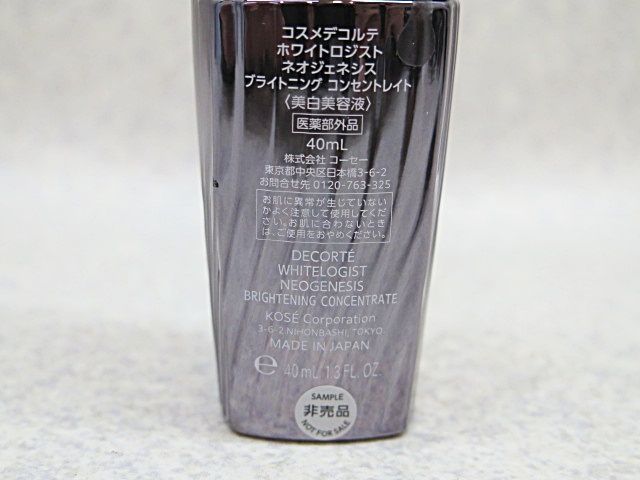 コスメデコルテ
ホワイトロジスト
ネオジェネシス
ブライトニング コンセントレイト
〈美白美容液〉
医薬部外品
40mL
株式会社 コーセー
東京都中央区日本橋3-6-2
お問合せ先 0120-763-325
お肌に異常が生じていない
かよく注意して使用してくだ
さい。お肌に合わないとき
は、ご使用をおやめください。
DECORTÉ
WHITELOGIST
NEOGENESIS
BRIGHTENING CONCENTRATE
KOSÉ Corporation
3-6-2 NIHONBASHI, TOKYO.
MADE IN JAPAN
℮ 40mL 1.3 FL. OZ.
SAMPLE
非売品
NOT FOR SALE